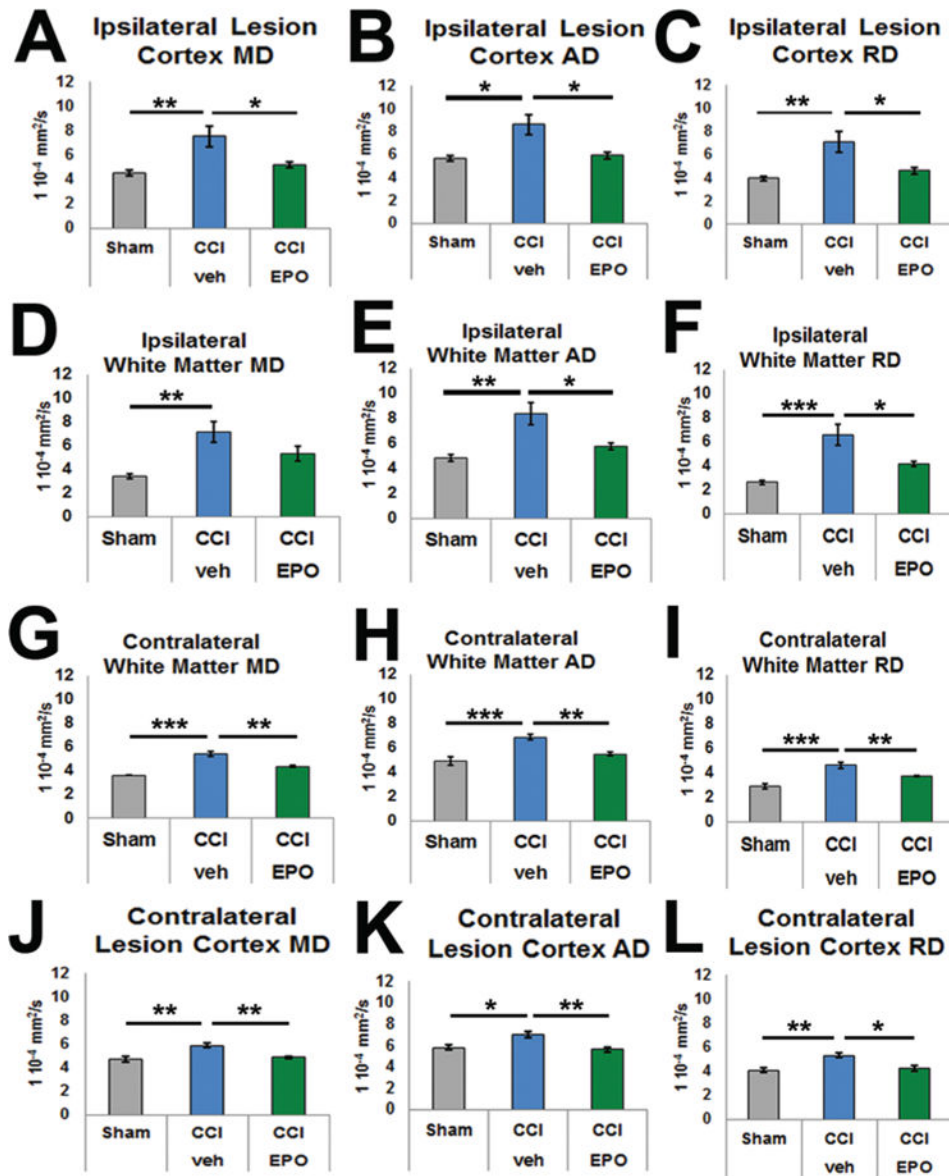 A
Ipsilateral Lesion
Cortex MD
1 10⁻⁴ mm²/s
12
10
8
6
4
2
0
**
*
Sham
CCI
CCI
veh
EPO
B
Ipsilateral Lesion
Cortex AD
1 10⁻⁴ mm²/s
12
10
8
6
4
2
0
*
*
Sham
CCI
CCI
veh
EPO
C
Ipsilateral Lesion
Cortex RD
1 10⁻⁴ mm²/s
12
10
8
6
4
2
0
**
*
Sham
CCI
CCI
veh
EPO
D
Ipsilateral
White Matter MD
1 10⁻⁴ mm²/s
12
10
8
6
4
2
0
**
Sham
CCI
CCI
veh
EPO
E
Ipsilateral
White Matter AD
1 10⁻⁴ mm²/s
12
10
8
6
4
2
0
**
*
Sham
CCI
CCI
veh
EPO
F
Ipsilateral
White Matter RD
1 10⁻⁴ mm²/s
12
10
8
6
4
2
0
***
*
Sham
CCI
CCI
veh
EPO
G
Contralateral
White Matter MD
1 10⁻⁴ mm²/s
12
10
8
6
4
2
0
***
**
Sham
CCI
CCI
veh
EPO
H
Contralateral
White Matter AD
1 10⁻⁴ mm²/s
12
10
8
6
4
2
0
***
**
Sham
CCI
CCI
veh
EPO
I
Contralateral
White Matter RD
1 10⁻⁴ mm²/s
12
10
8
6
4
2
0
***
**
Sham
CCI
CCI
veh
EPO
J
Contralateral
Lesion Cortex MD
1 10⁻⁴ mm²/s
12
10
8
6
4
2
0
**
**
Sham
CCI
CCI
veh
EPO
K
Contralateral
Lesion Cortex AD
1 10⁻⁴ mm²/s
12
10
8
6
4
2
0
*
**
Sham
CCI
CCI
veh
EPO
L
Contralateral
Lesion Cortex RD
1 10⁻⁴ mm²/s
12
10
8
6
4
2
0
**
*
Sham
CCI
CCI
veh
EPO